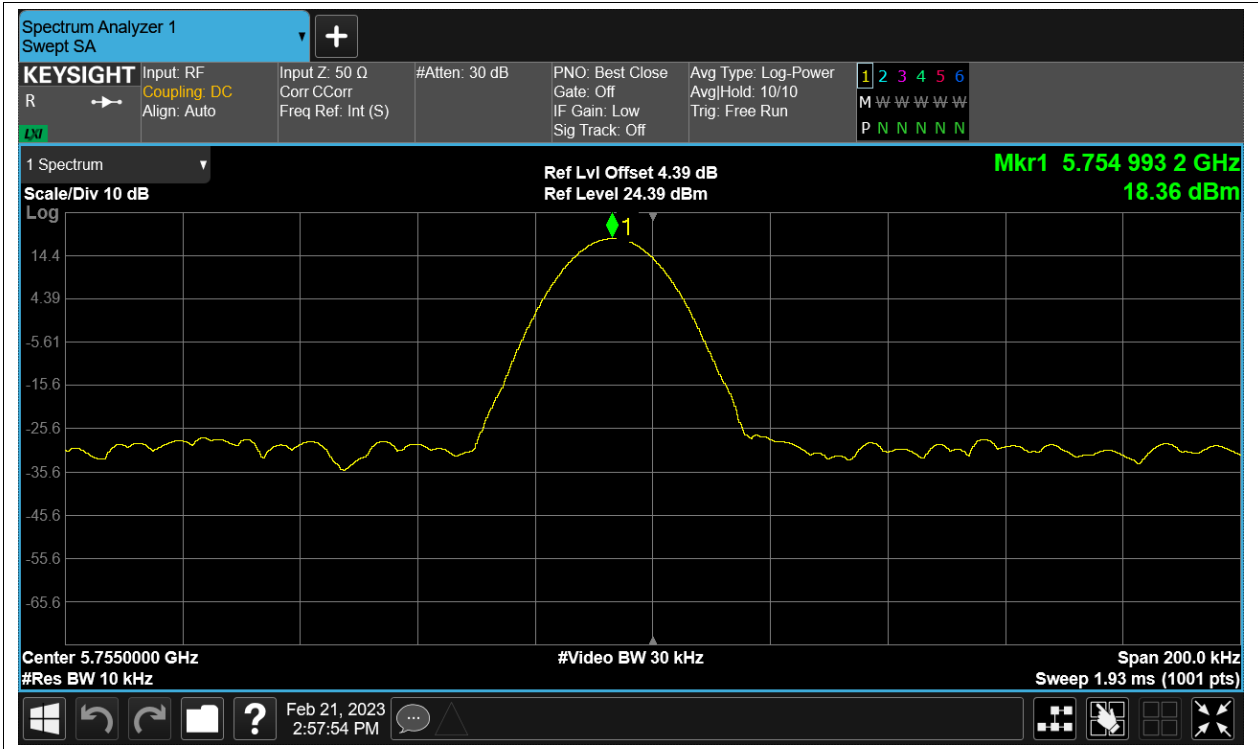 Spectrum Analyzer 1
Swept SA
KEYSIGHT
R
LXI
Input: RF
Coupling: DC
Align: Auto
Input Z: 50 Ω
Corr CCorr
Freq Ref: Int (S)
#Atten: 30 dB
PNO: Best Close
Gate: Off
IF Gain: Low
Sig Track: Off
Avg Type: Log-Power
Avg|Hold: 10/10
Trig: Free Run
1 2 3 4 5 6
M W W W W W
P N N N N N
1 Spectrum
Scale/Div 10 dB
Log
Ref Lvl Offset 4.39 dB
Ref Level 24.39 dBm
Mkr1 5.754 993 2 GHz
18.36 dBm
1
14.4
4.39
-5.61
-15.6
-25.6
-35.6
-45.6
-55.6
-65.6
Center 5.7550000 GHz
#Res BW 10 kHz
#Video BW 30 kHz
Span 200.0 kHz
Sweep 1.93 ms (1001 pts)
?
Feb 21, 2023
2:57:54 PM